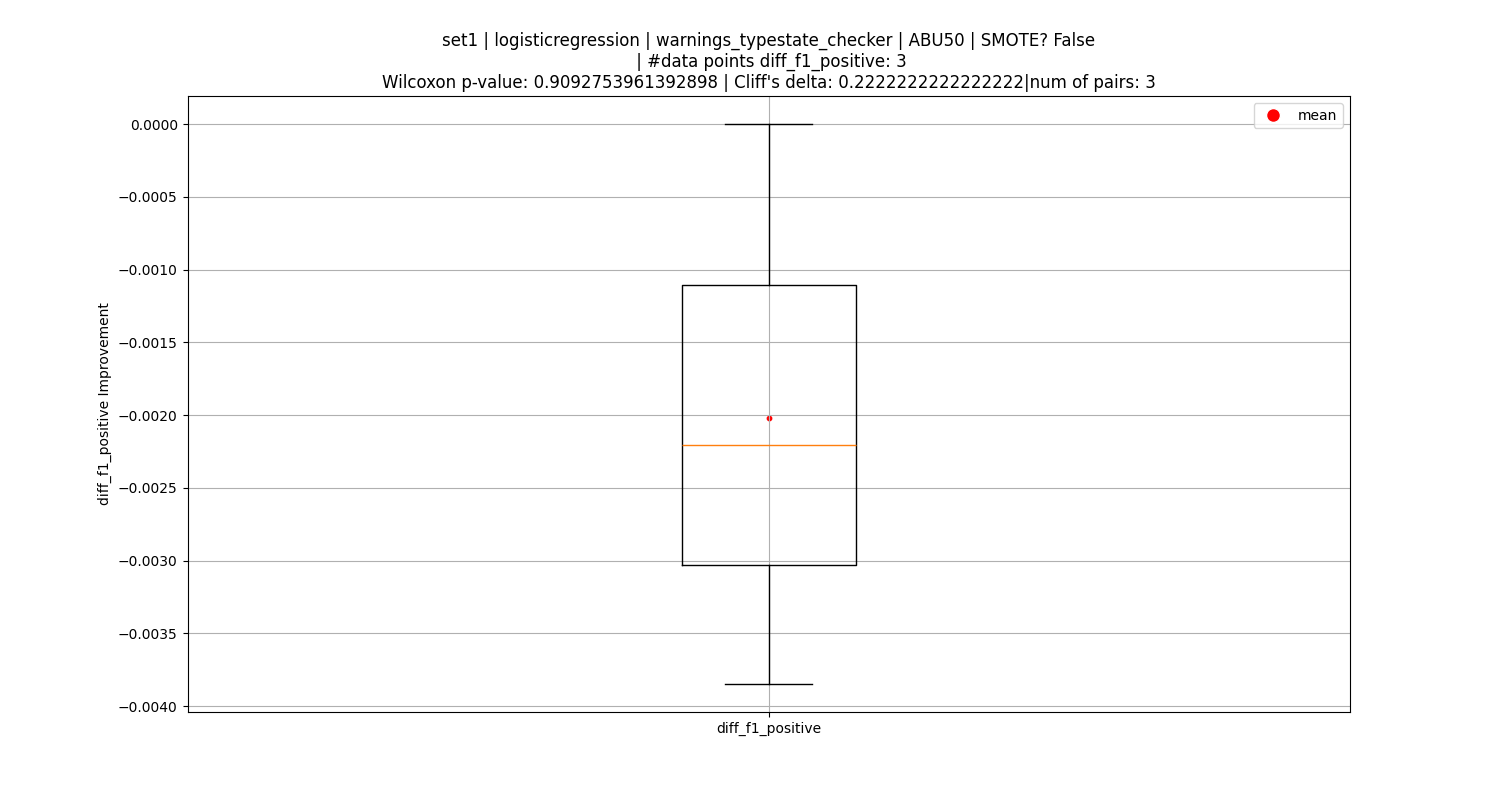 set1 | logisticregression | warnings_typestate_checker | ABU50 | SMOTE? False
| #data points diff_f1_positive: 3
Wilcoxon p-value: 0.9092753961392898 | Cliff's delta: 0.2222222222222222|num of pairs: 3
mean
0.0000
−0.0005
−0.0010
−0.0015
−0.0020
−0.0025
−0.0030
−0.0035
−0.0040
diff_f1_positive Improvement
diff_f1_positive